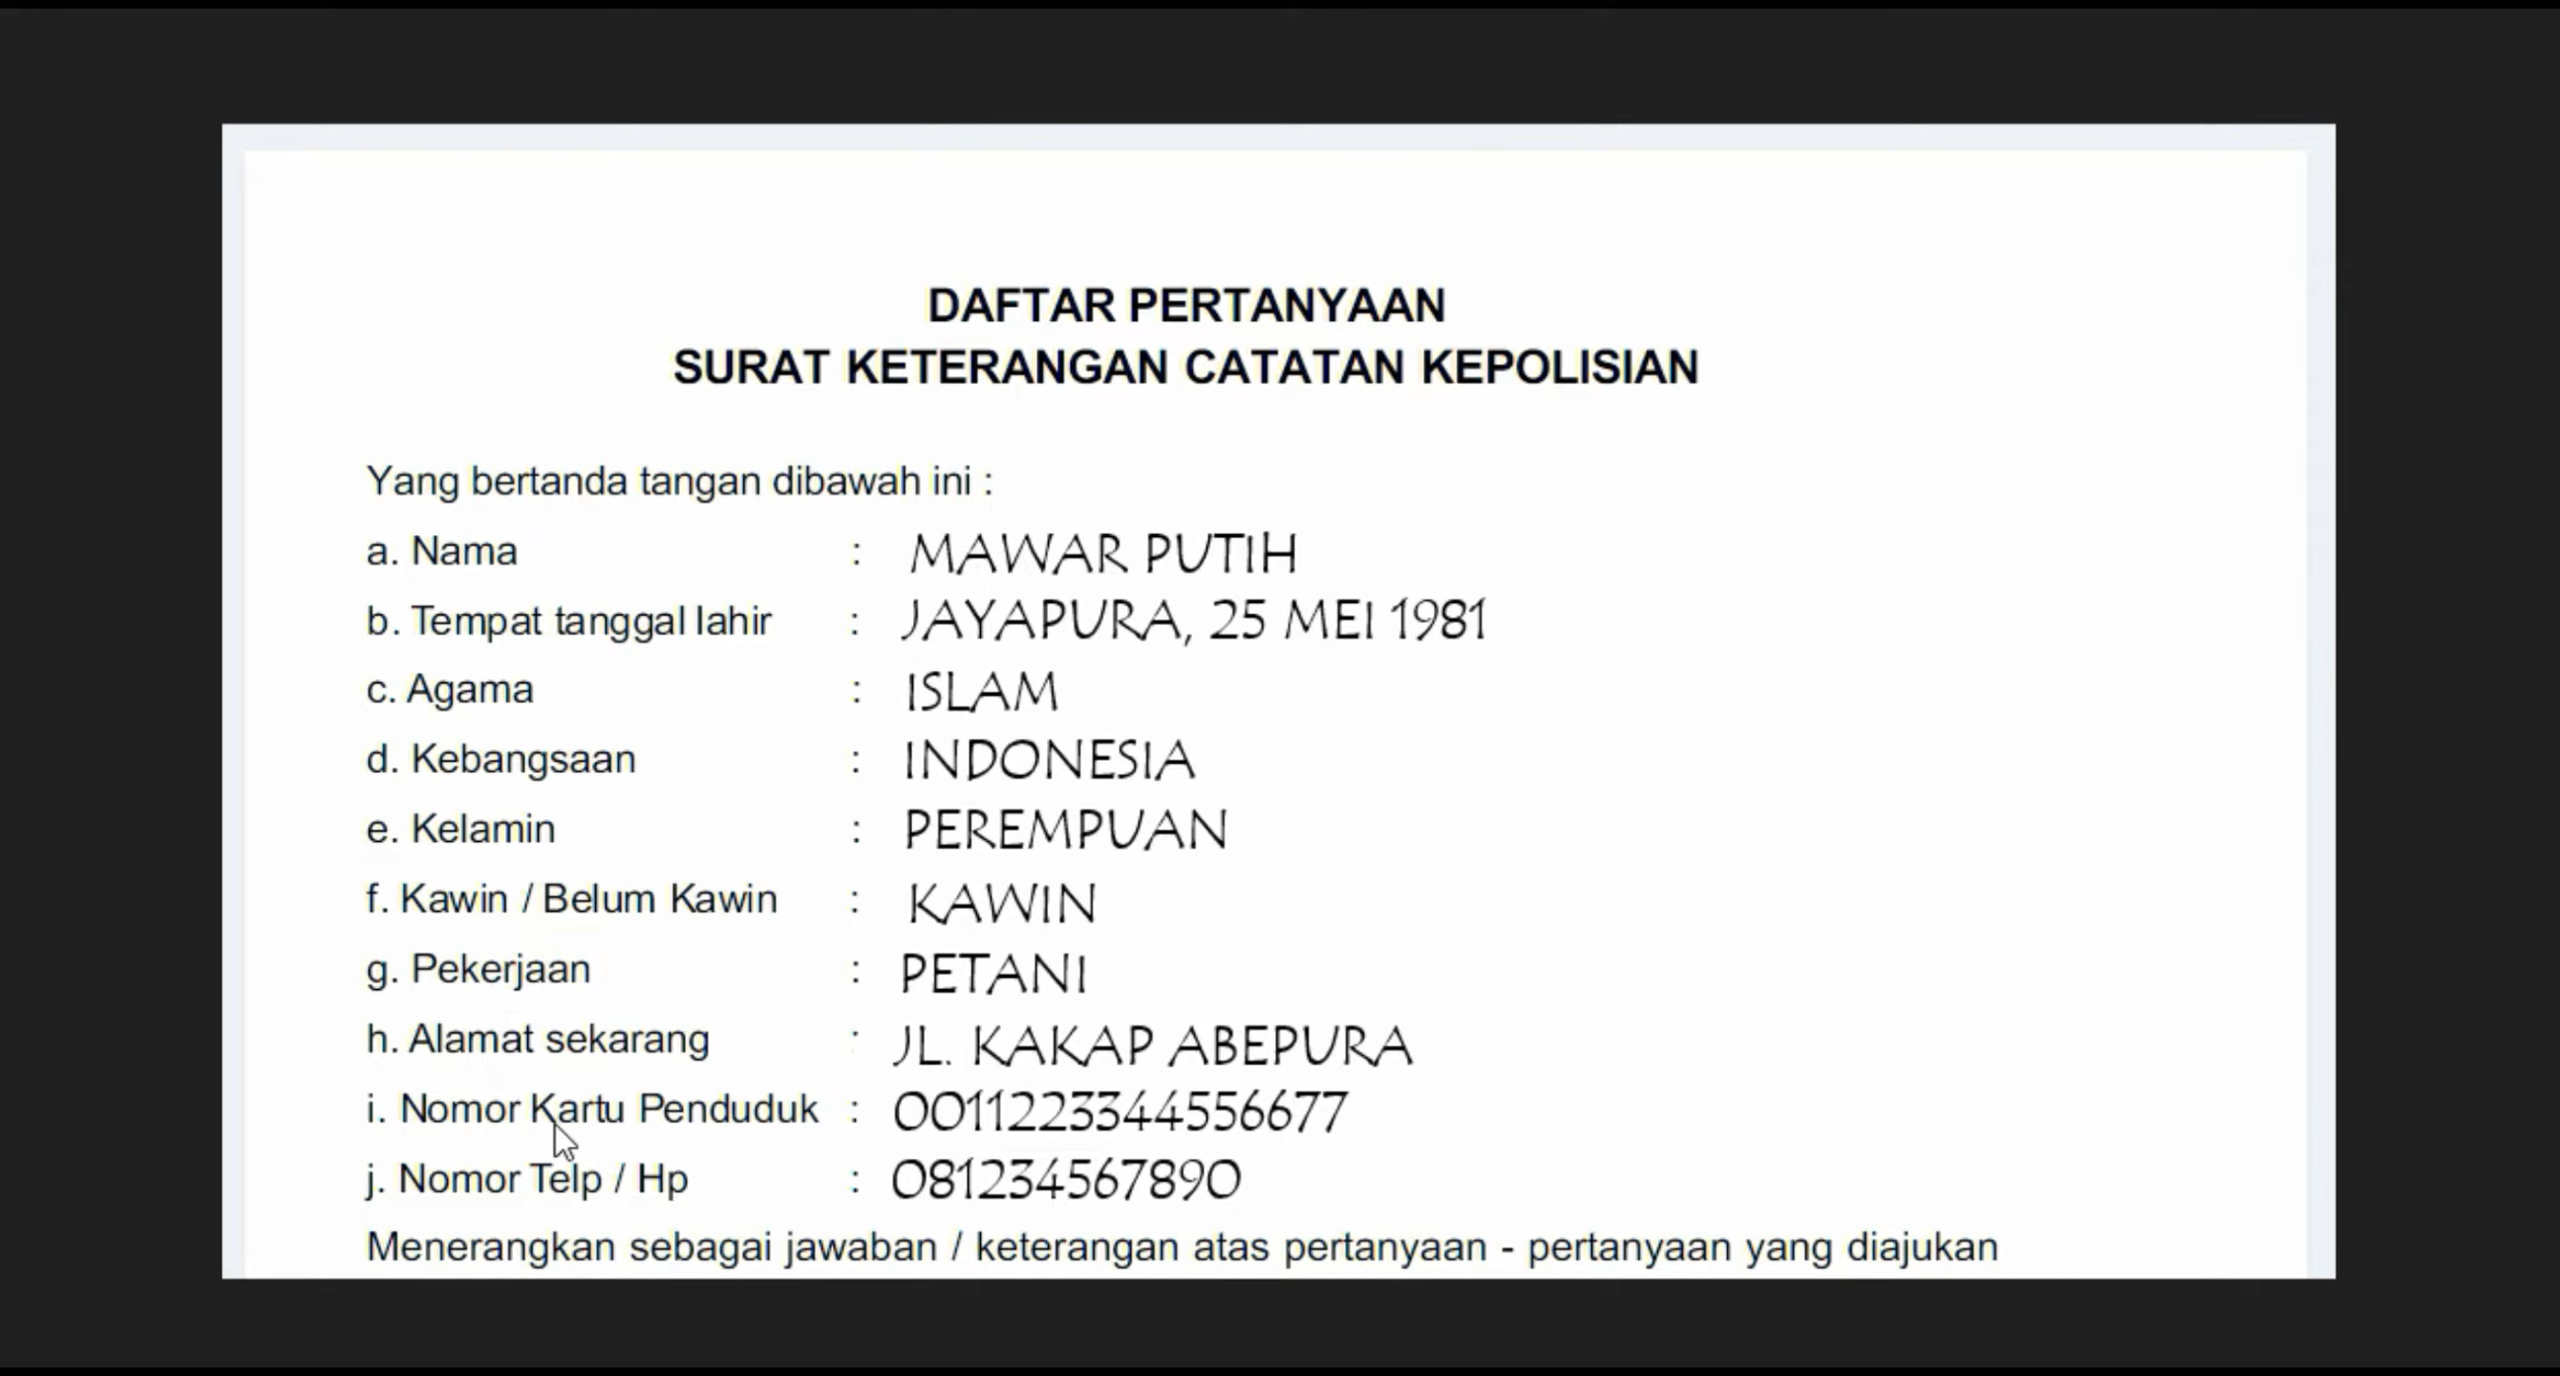 DAFTAR PERTANYAAN
SURAT KETERANGAN CATATAN KEPOLISIAN
Yang bertanda tangan dibawah ini :
a. Nama : MAWAR PUTIH
b. Tempat tanggal lahir : JAYAPURA, 25 MEI 1981
c. Agama : ISLAM
d. Kebangsaan : INDONESIA
e. Kelamin : PEREMPUAN
f. Kawin / Belum Kawin : KAWIN
g. Pekerjaan : PETANI
h. Alamat sekarang : JL. KAKAP ABEPURA
i. Nomor Kartu Penduduk : 0011223344556677
j. Nomor Telp / Hp : 081234567890
Menerangkan sebagai jawaban / keterangan atas pertanyaan - pertanyaan yang diajukan